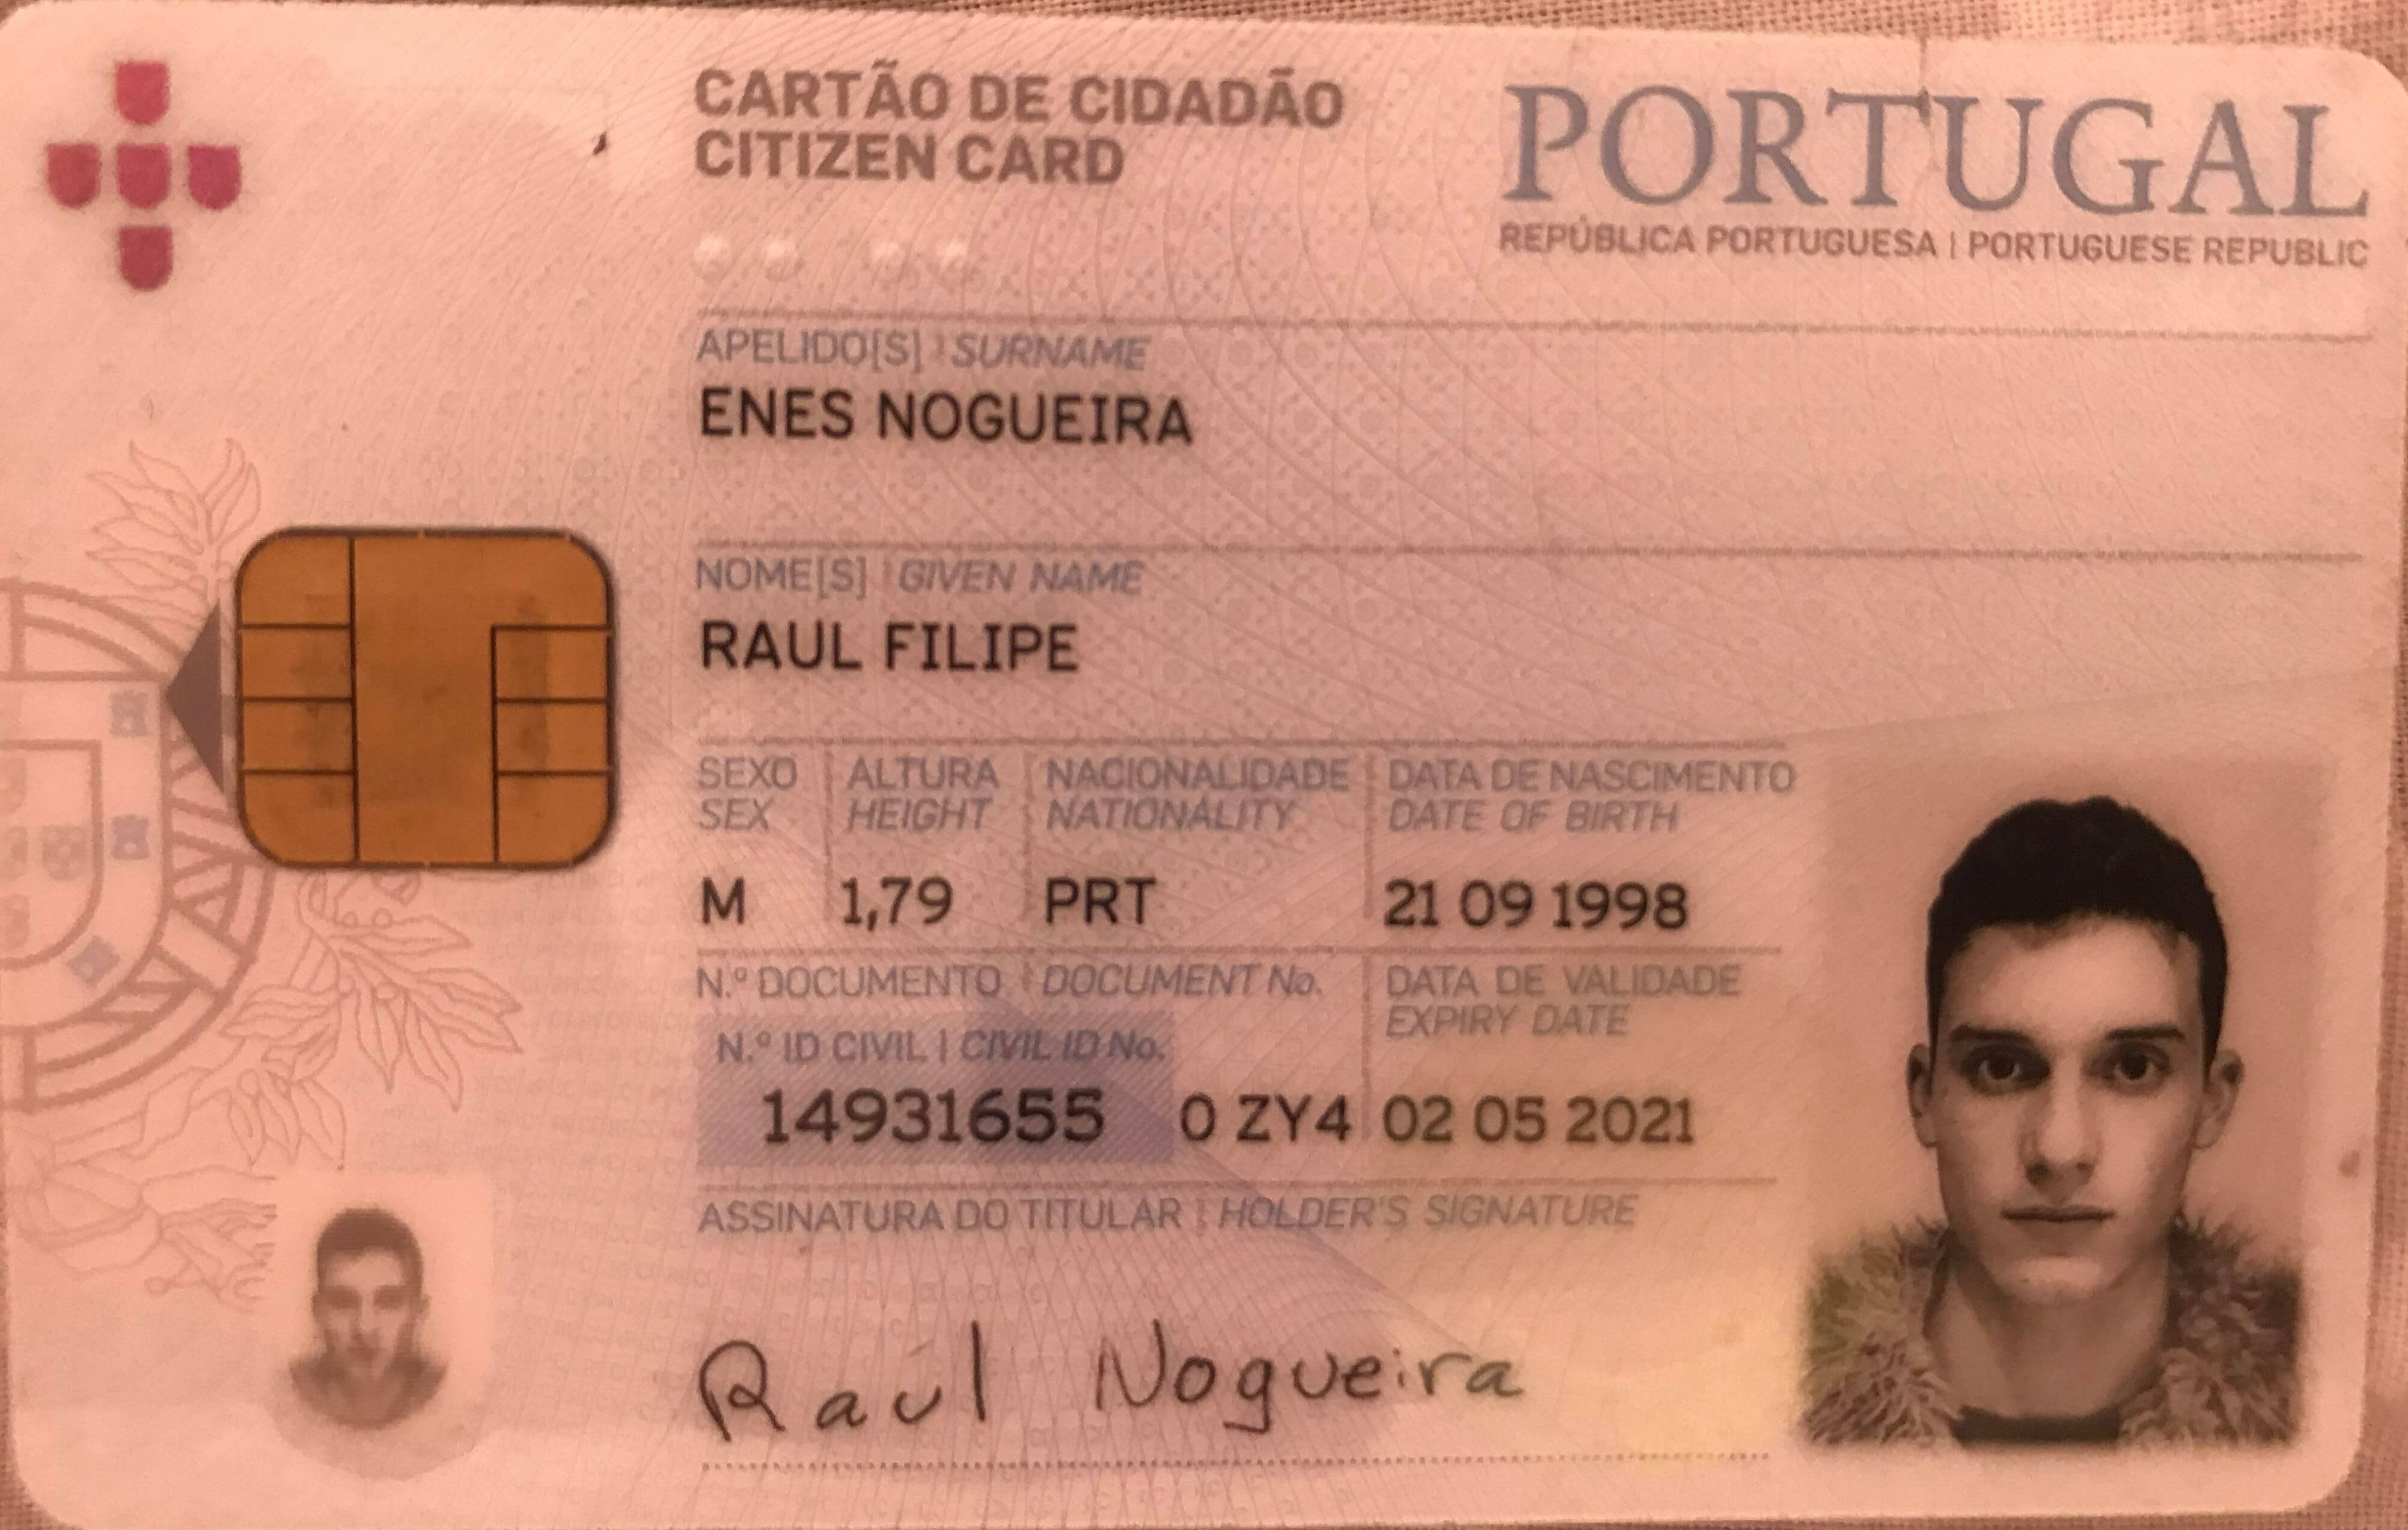 CARTÃO DE CIDADÃO
CITIZEN CARD
PORTUGAL
REPÚBLICA PORTUGUESA | PORTUGUESE REPUBLIC
APELIDO[S] | SURNAME
ENES NOGUEIRA
NOME[S] | GIVEN NAME
RAUL FILIPE
SEXO ALTURA NACIONALIDADE DATA DE NASCIMENTO
SEX HEIGHT NATIONALITY DATE OF BIRTH
M 1,79 PRT 21 09 1998
N.º DOCUMENTO | DOCUMENT No. DATA DE VALIDADE
EXPIRY DATE
N.º ID CIVIL | CIVIL ID No.
14931655 0 ZY4 02 05 2021
ASSINATURA DO TITULAR | HOLDER'S SIGNATURE
Raúl Nogueira